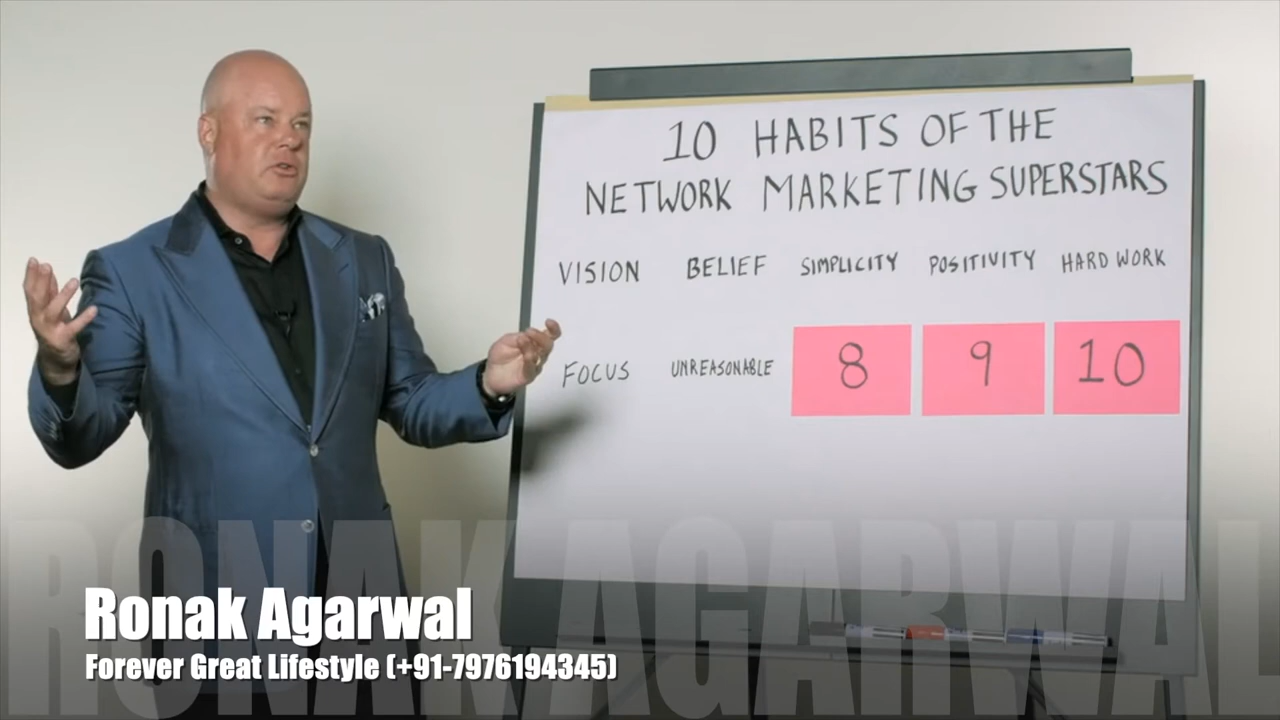 10 HABITS OF THE
NETWORK MARKETING SUPERSTARS
VISION BELIEF SIMPLICITY POSITIVITY HARD WORK
FOCUS UNREASONABLE 8 9 10
RONAK AGARWAL
Ronak Agarwal
Forever Great Lifestyle (+91-7976194345)